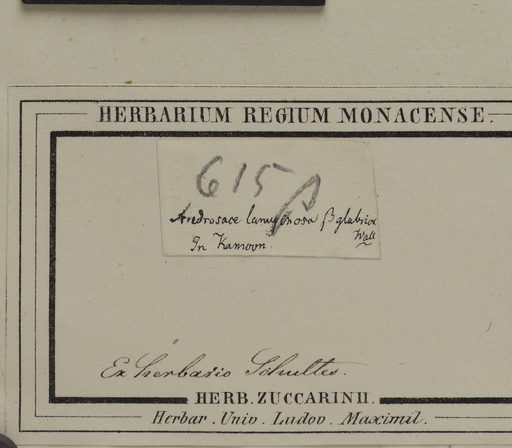 HERBARIUM REGIUM MONACENSE.
615 β
Androsace lanuginosa β glabrior
Wall
In Kamoon.
Ex herbario Schultes.
HERB. ZUCCARINII.
Herbar. Univ. Ludov. Maximil.